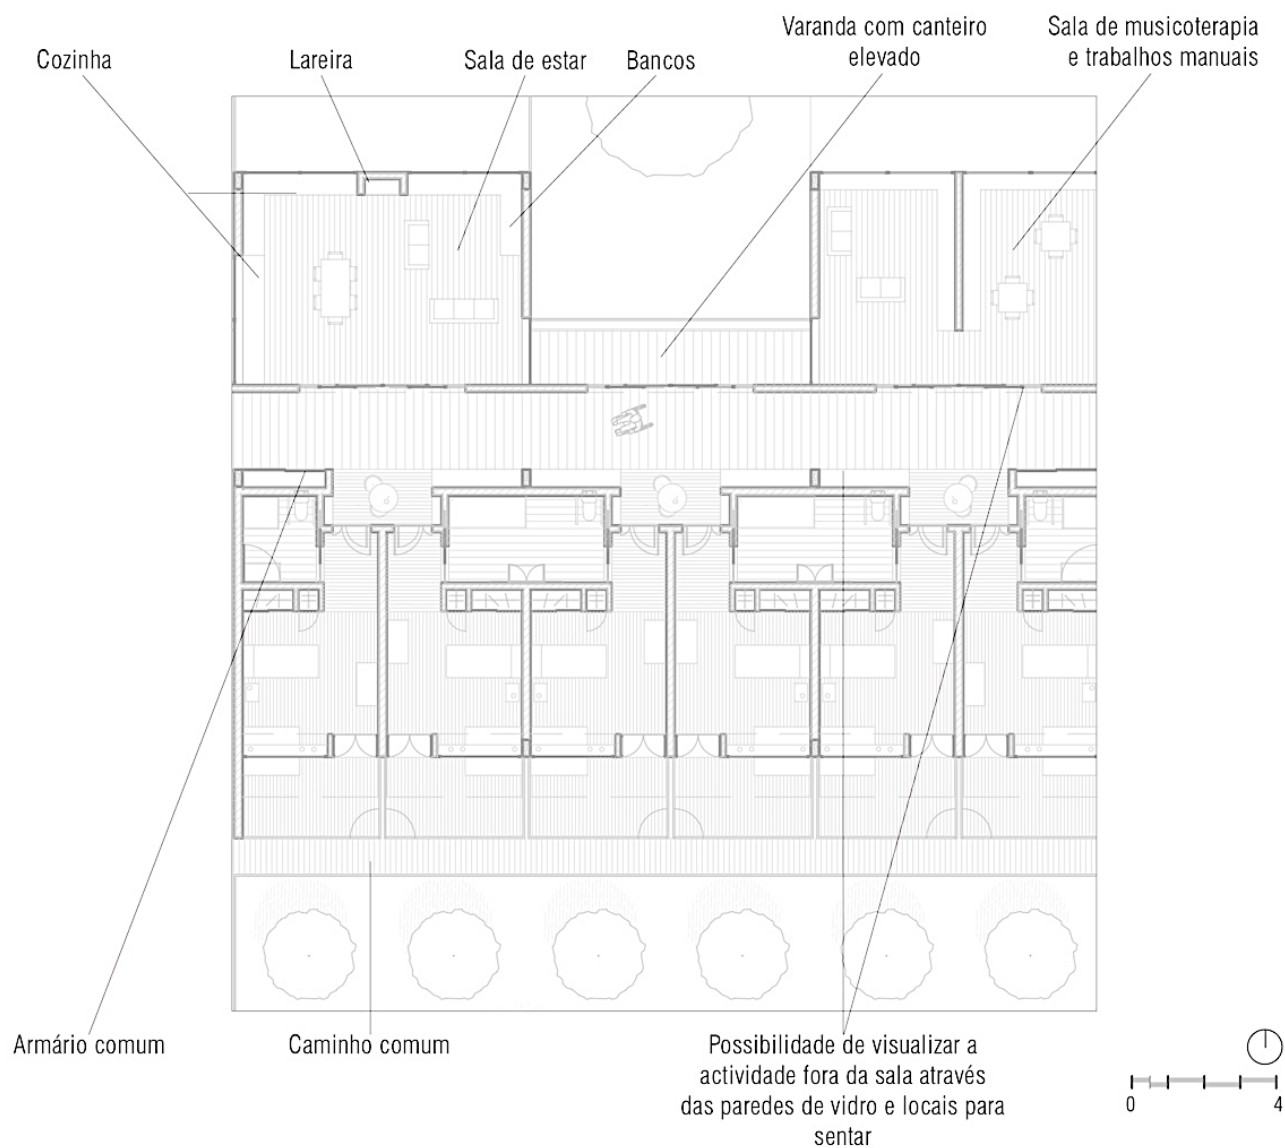 Cozinha
Lareira
Sala de estar
Bancos
Varanda com canteiro
elevado
Sala de musicoterapia
e trabalhos manuais
Armário comum
Caminho comum
Possibilidade de visualizar a
actividade fora da sala através
das paredes de vidro e locais para
sentar
0 4